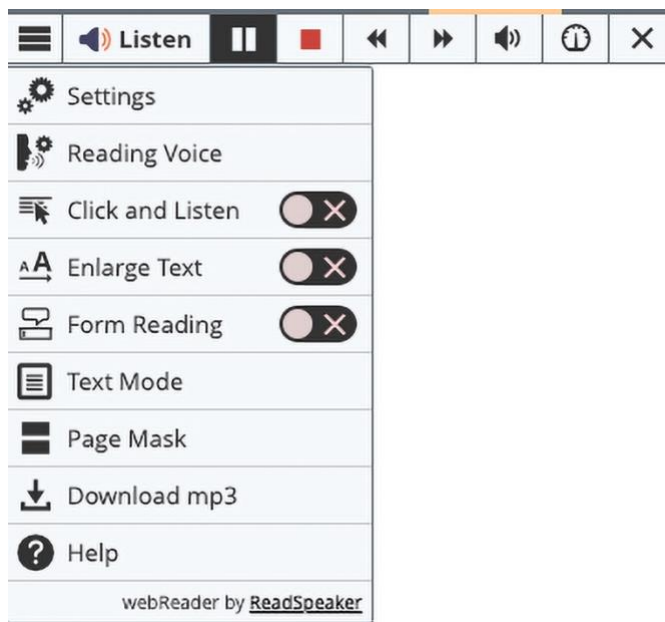 Listen
Settings
Reading Voice
Click and Listen
Enlarge Text
Form Reading
Text Mode
Page Mask
Download mp3
Help
webReader by ReadSpeaker